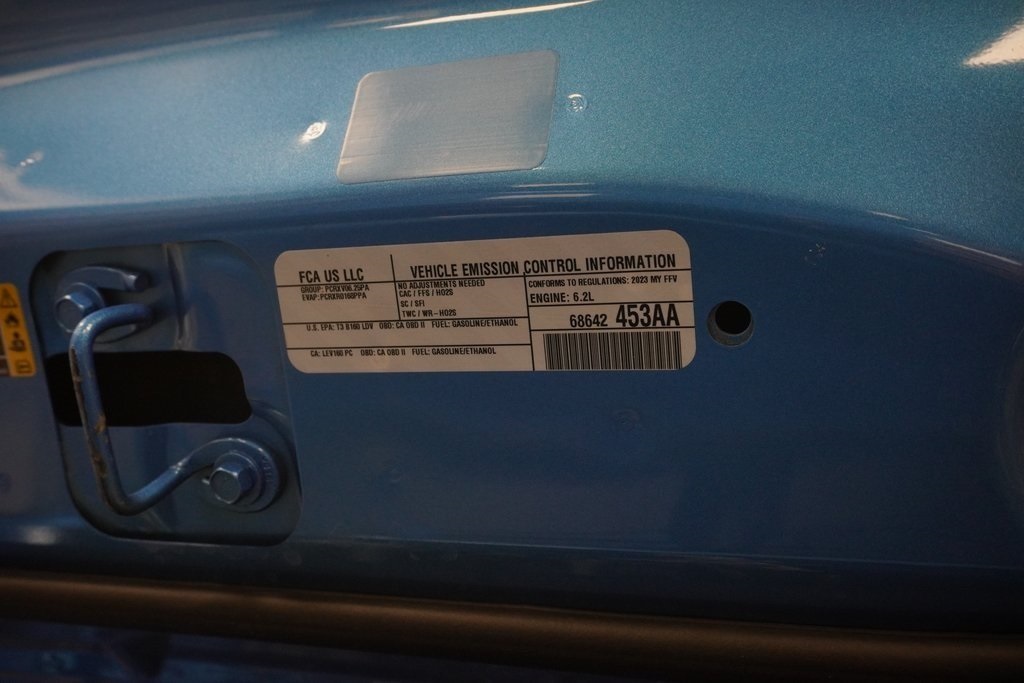 FCA US LLC
GROUP: PCRXV06.2SPA
EVAP: PCRXR0160PPA
VEHICLE EMISSION CONTROL INFORMATION
NO ADJUSTMENTS NEEDED
CAC / FFS / HO2S
SC / SFI
TWC / WR-HO2S
CONFORMS TO REGULATIONS: 2023 MY FFV
ENGINE: 6.2L
68642 453AA
U.S. EPA: T3 B160 LDV OBD: CA OBD II FUEL: GASOLINE/ETHANOL
CA: LEV160 PC OBD: CA OBD II FUEL: GASOLINE/ETHANOL